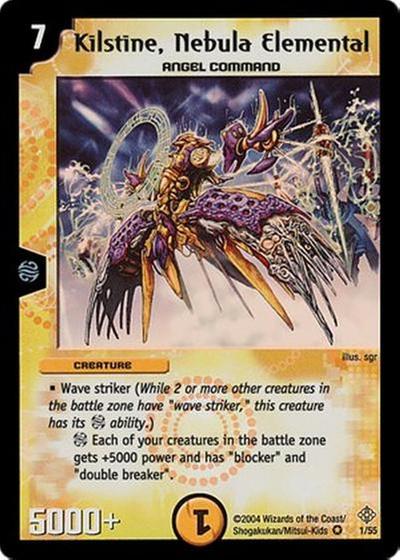 7 Kilstine, Nebula Elemental
ANGEL COMMAND
illus. sgr
CREATURE
▪ Wave striker (While 2 or more other creatures
in the battle zone have "wave striker," this creature
has its ability.)
Each of your creatures in the battle zone
gets +5000 power and has "blocker" and
"double breaker".
5000+
1
©2004 Wizards of the Coast/
Shogakukan/Mitsui-Kids 1/55